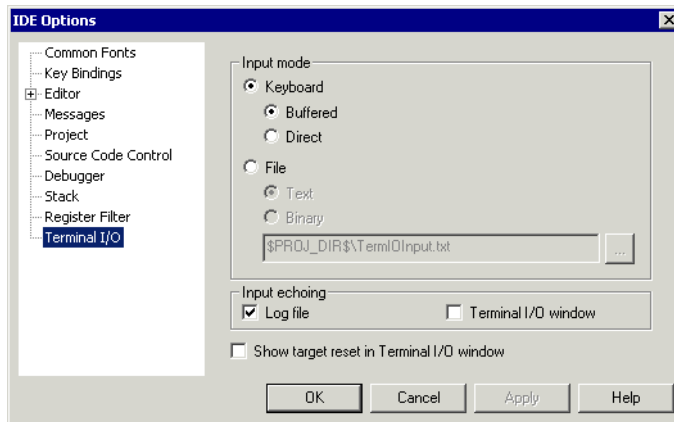 IDE Options
Common Fonts
Key Bindings
Editor
Messages
Project
Source Code Control
Debugger
Stack
Register Filter
Terminal I/O
Input mode
Keyboard
Buffered
Direct
File
Text
Binary
$PROJ_DIR$\TermIOInput.txt
...
Input echoing
Log file
Terminal I/O window
Show target reset in Terminal I/O window
OK
Cancel
Apply
Help